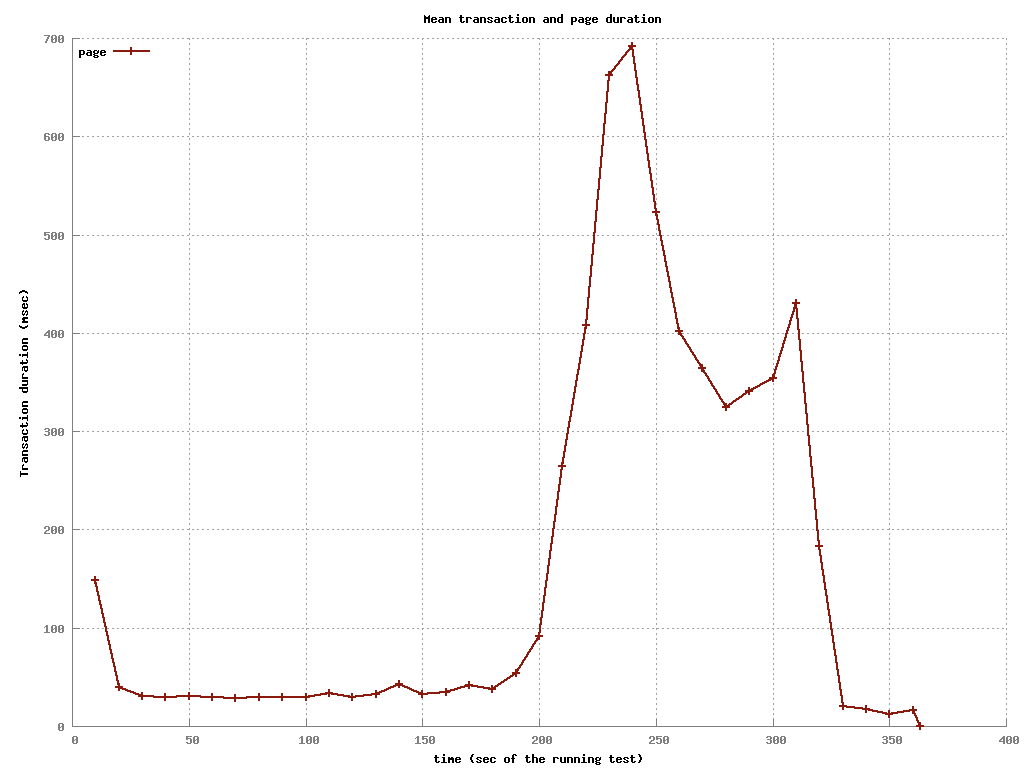 Mean transaction and page duration
page
700
600
500
400
300
200
100
0
Transaction duration (msec)
0 50 100 150 200 250 300 350 400
time (sec of the running test)